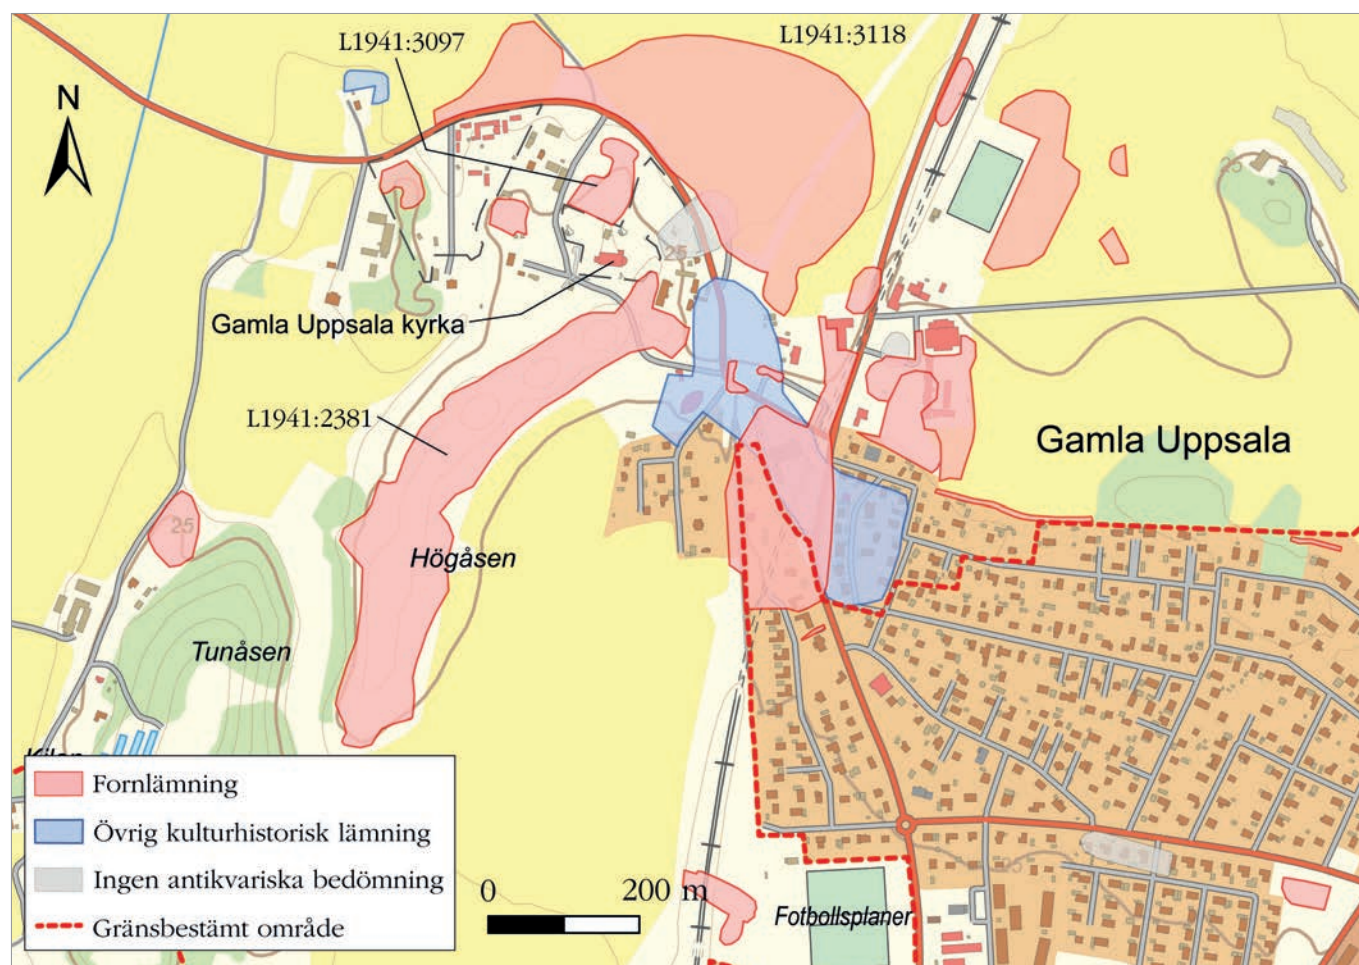 L1941:3097
L1941:3118
N
25
Gamla Uppsala kyrka
L1941:2381
Gamla Uppsala
25
Högåsen
Tunåsen
Fornlämning
Övrig kulturhistorisk lämning
Ingen antikvariska bedömning
Gränsbestämt område
0 200 m
Fotbollsplaner